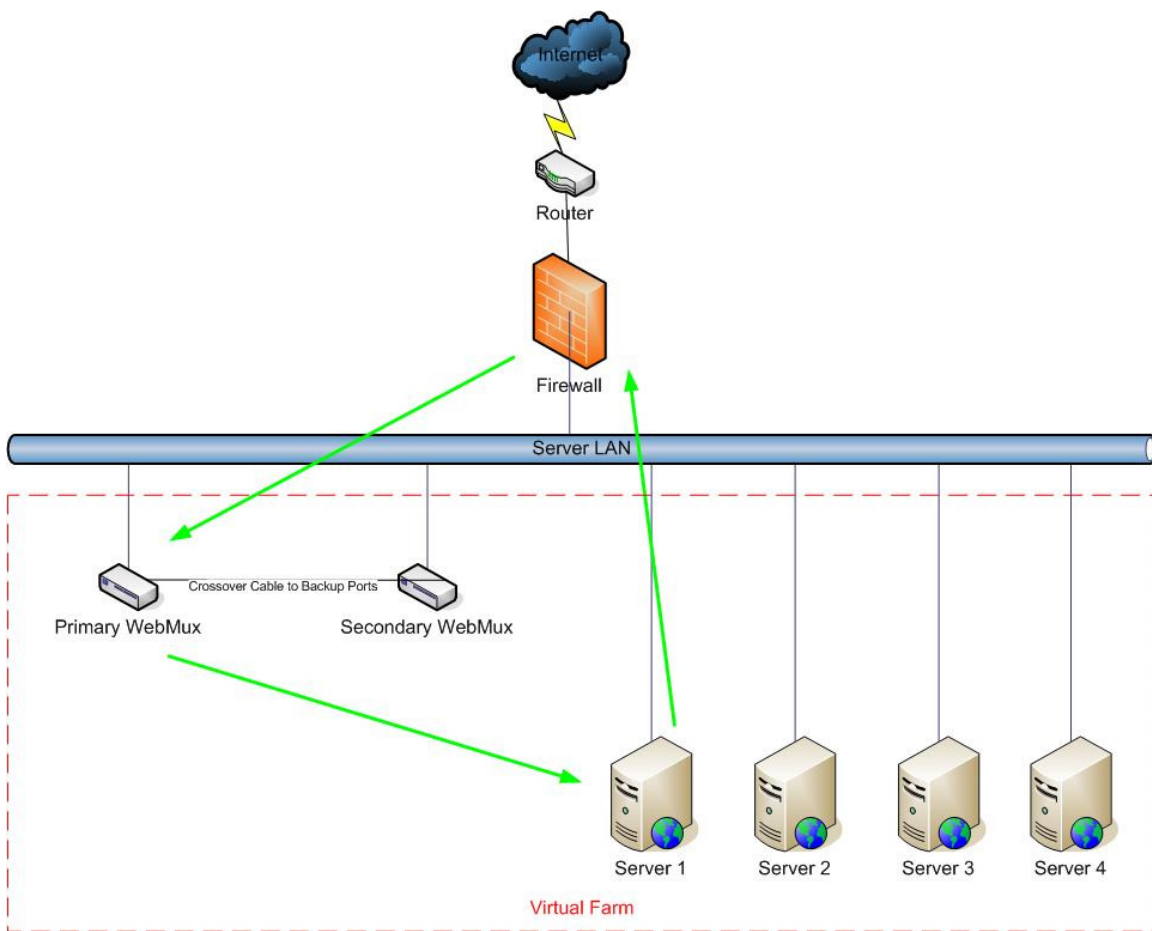 Internet
Router
Firewall
Server LAN
Crossover Cable to Backup Ports
Primary WebMux
Secondary WebMux
Server 1
Server 2
Server 3
Server 4
Virtual Farm